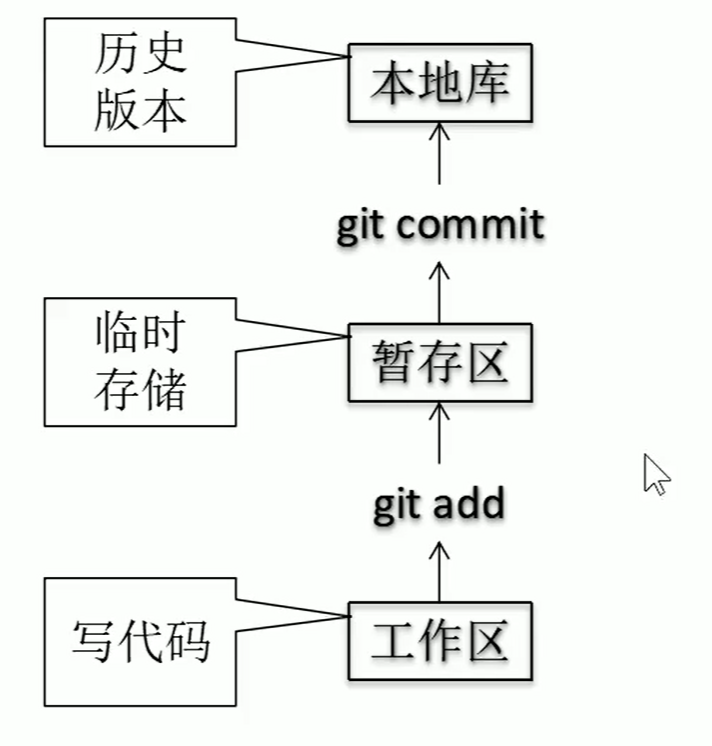 历史
版本
本地库
git commit
临时
存储
暂存区
git add
写代码
工作区